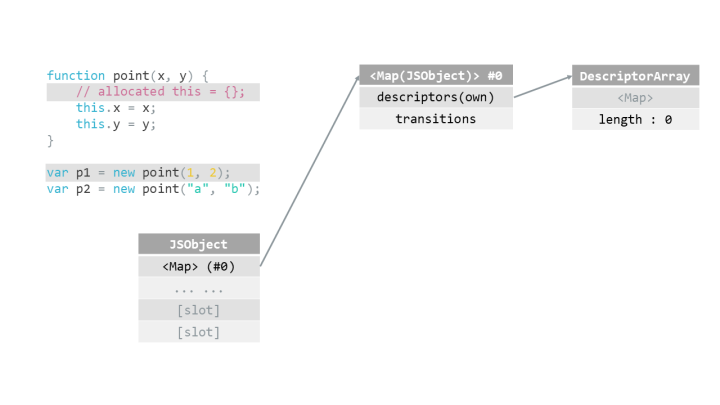 function point(x, y) {
    // allocated this = {};
    this.x = x;
    this.y = y;
}
var p1 = new point(1, 2);
var p2 = new point("a", "b");
JSObject
<Map> (#0)
... ...
[slot]
[slot]
<Map(JSObject)> #0
descriptors(own)
transitions
DescriptorArray
<Map>
length : 0